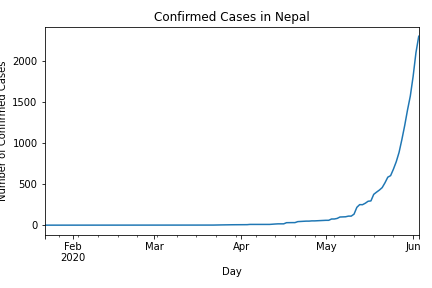 Confirmed Cases in Nepal
Number of Confirmed Cases
2000
1500
1000
500
0
Feb
2020
Mar
Apr
May
Jun
Day